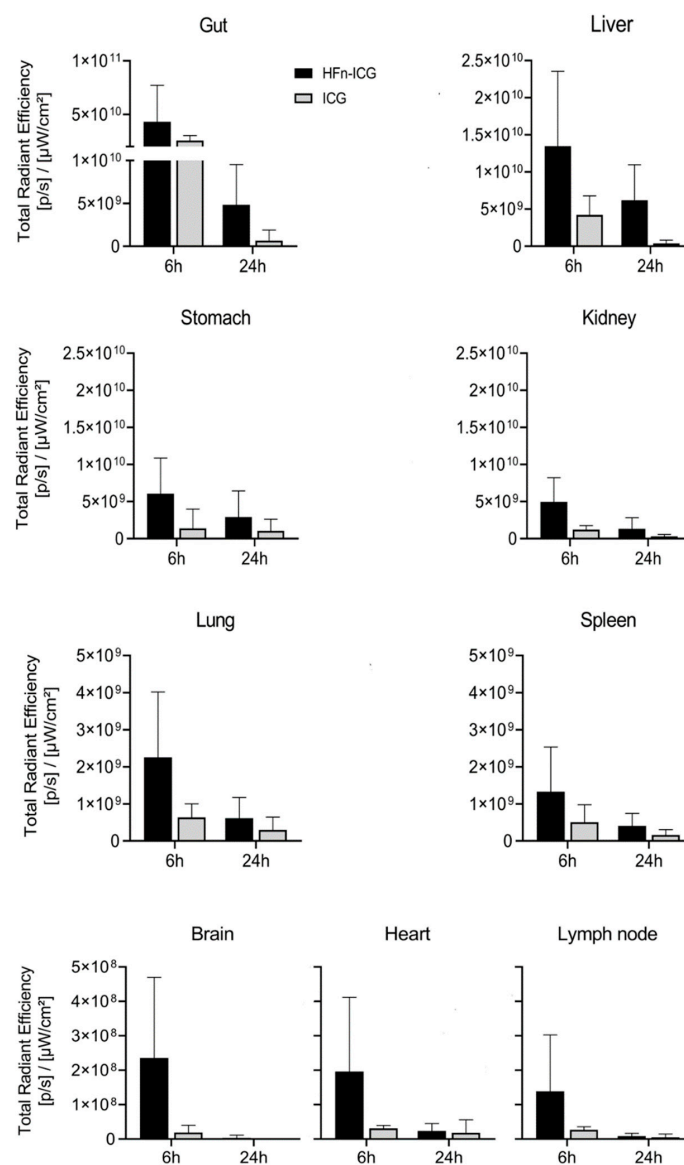 Gut
Total Radiant Efficiency
[p/s] / [µW/cm²]
1×10¹¹
5×10¹⁰
1×10¹⁰
5×10⁹
0
6h 24h
HFn-ICG
ICG
Liver
2.5×10¹⁰
2×10¹⁰
1.5×10¹⁰
1×10¹⁰
5×10⁹
0
6h 24h
Stomach
Total Radiant Efficiency
[p/s] / [µW/cm²]
2.5×10¹⁰
2×10¹⁰
1.5×10¹⁰
1×10¹⁰
5×10⁹
0
6h 24h
Kidney
2.5×10¹⁰
2×10¹⁰
1.5×10¹⁰
1×10¹⁰
5×10⁹
0
6h 24h
Lung
Total Radiant Efficiency
[p/s] / [µW/cm²]
5×10⁹
4×10⁹
3×10⁹
2×10⁹
1×10⁹
0
6h 24h
Spleen
5×10⁹
4×10⁹
3×10⁹
2×10⁹
1×10⁹
0
6h 24h
Brain
Total Radiant Efficiency
[p/s] / [µW/cm²]
5×10⁸
4×10⁸
3×10⁸
2×10⁸
1×10⁸
0
6h 24h
Heart
6h 24h
Lymph node
6h 24h